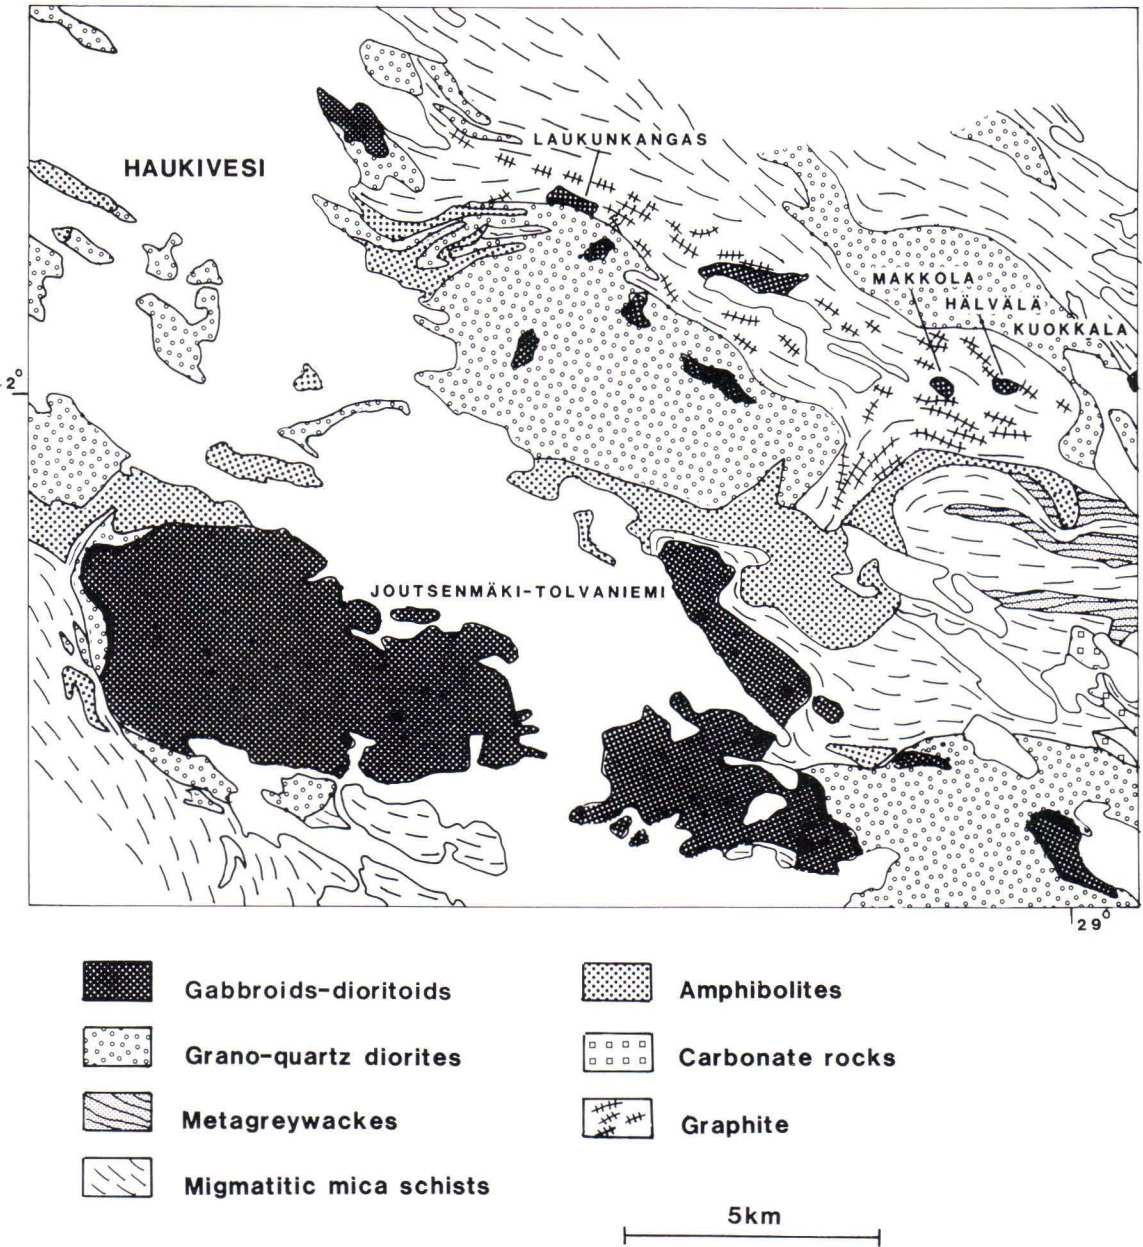 LAUKUNKANGAS
HAUKIVESI
MAKKOLA
HÄLVÄLÄ
KUOKKALA
2°
JOUTSENMÄKI-TOLVANIEMI
29°
Gabbroids-dioritoids
Amphibolites
Grano-quartz diorites
Carbonate rocks
Metagreywackes
Graphite
Migmatitic mica schists
5km